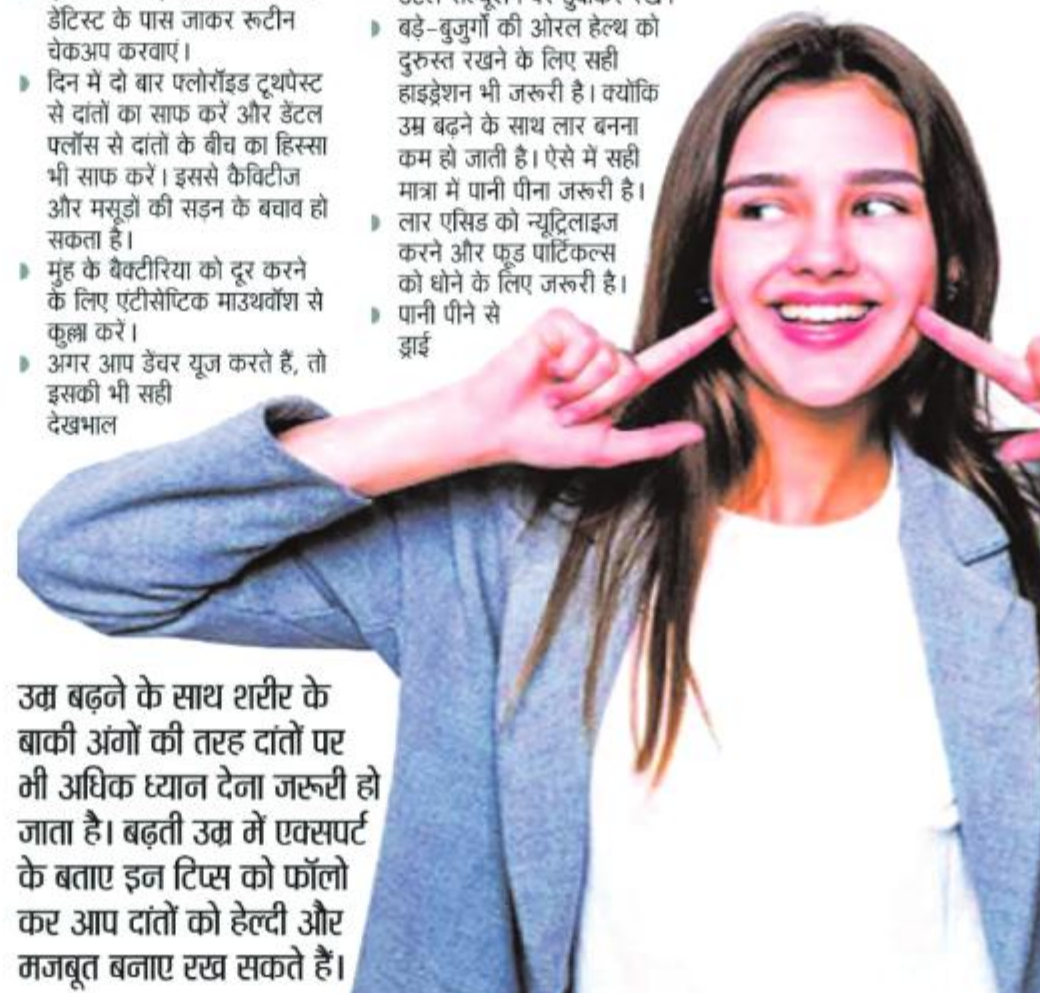 डेंटिस्ट के पास जाकर रूटीन
चेकअप करवाएं।
दिन में दो बार फ्लोरॉइड टूथपेस्ट
से दांतों का साफ करें और डेंटल
फ्लॉस से दांतों के बीच का हिस्सा
भी साफ करें। इससे कैविटीज
और मसूड़ों की सड़न के बचाव हो
सकता है।
मुंह के बैक्टीरिया को दूर करने
के लिए एंटीसेप्टिक माउथवॉश से
कुल्ला करें।
अगर आप डेंचर यूज करते हैं, तो
इसकी भी सही
देखभाल
बड़े-बुजुर्गों की ओरल हेल्थ को
दुरुस्त रखने के लिए सही
हाइड्रेशन भी जरूरी है। क्योंकि
उम्र बढ़ने के साथ लार बनना
कम हो जाती है। ऐसे में सही
मात्रा में पानी पीना जरूरी है।
लार एसिड को न्यूट्रिलाइज
करने और फूड पार्टिकल्स
को धोने के लिए जरूरी है।
पानी पीने से
ड्राई
उम्र बढ़ने के साथ शरीर के
बाकी अंगों की तरह दांतों पर
भी अधिक ध्यान देना जरूरी हो
जाता है। बढ़ती उम्र में एक्सपर्ट
के बताए इन टिप्स को फॉलो
कर आप दांतों को हेल्दी और
मजबूत बनाए रख सकते हैं।